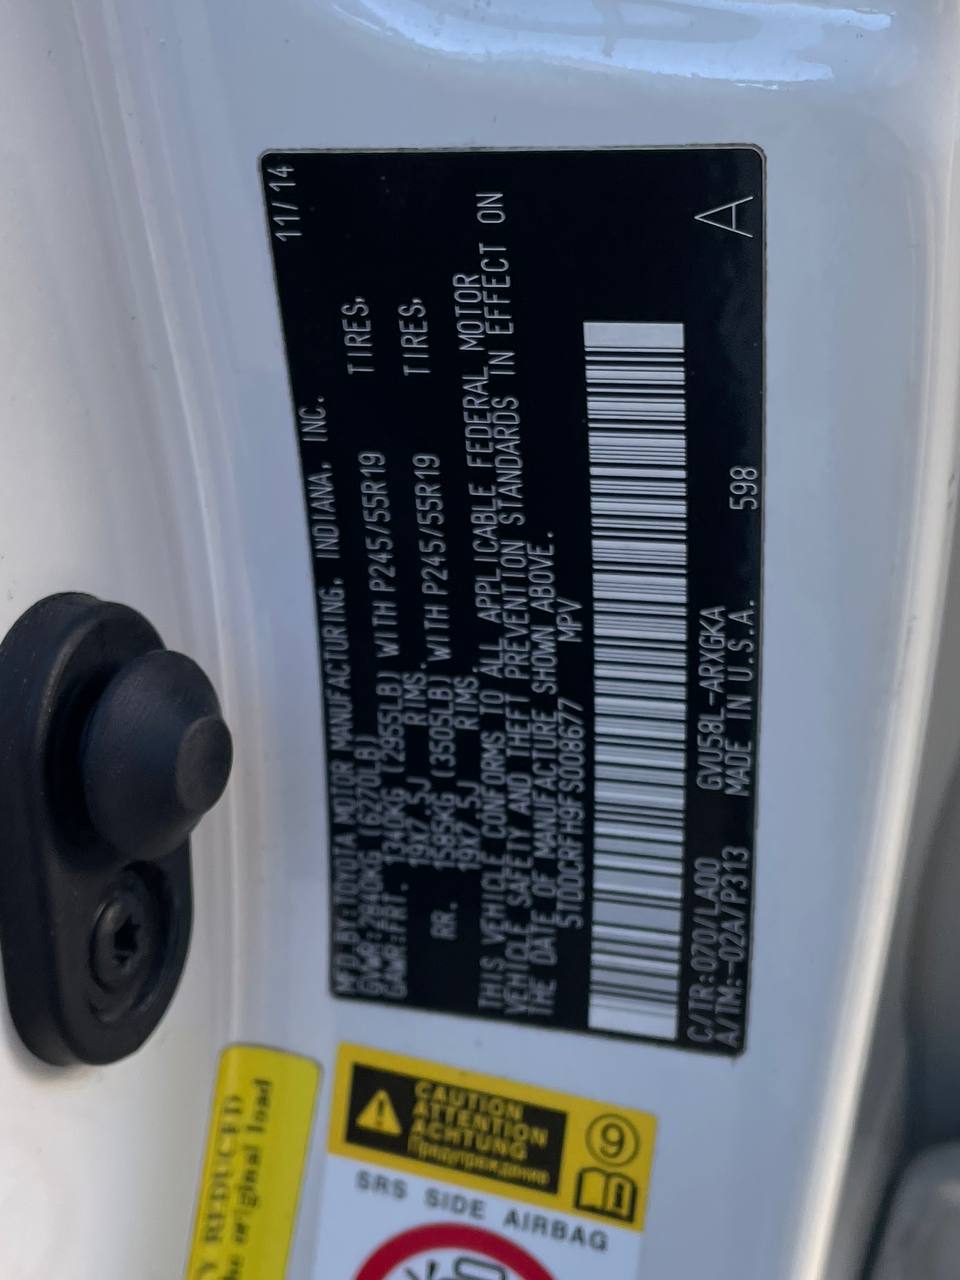 MFD.BY:TOYOTA MOTOR MANUFACTURING, INDIANA, INC. 11/14
GVWR:2840KG (6270LB)
GAWR:FRT. 1340KG (2955LB) WITH P245/55R19 TIRES,
19X7.5J RIMS.
RR. 1585KG (3505LB) WITH P245/55R19 TIRES,
19X7.5J RIMS.
THIS VEHICLE CONFORMS TO ALL APPLICABLE FEDERAL MOTOR
VEHICLE SAFETY AND THEFT PREVENTION STANDARDS IN EFFECT ON
THE DATE OF MANUFACTURE SHOWN ABOVE.
5TDDCRFH9FS008677 MPV
C/TR:070/LA00 GVU58L-ARXGKA
A/TM:-02A/P313 MADE IN U.S.A. 598 A
REDUCED
original load
CAUTION
ATTENTION
ACHTUNG
Предупреждение
9
SRS SIDE AIRBAG